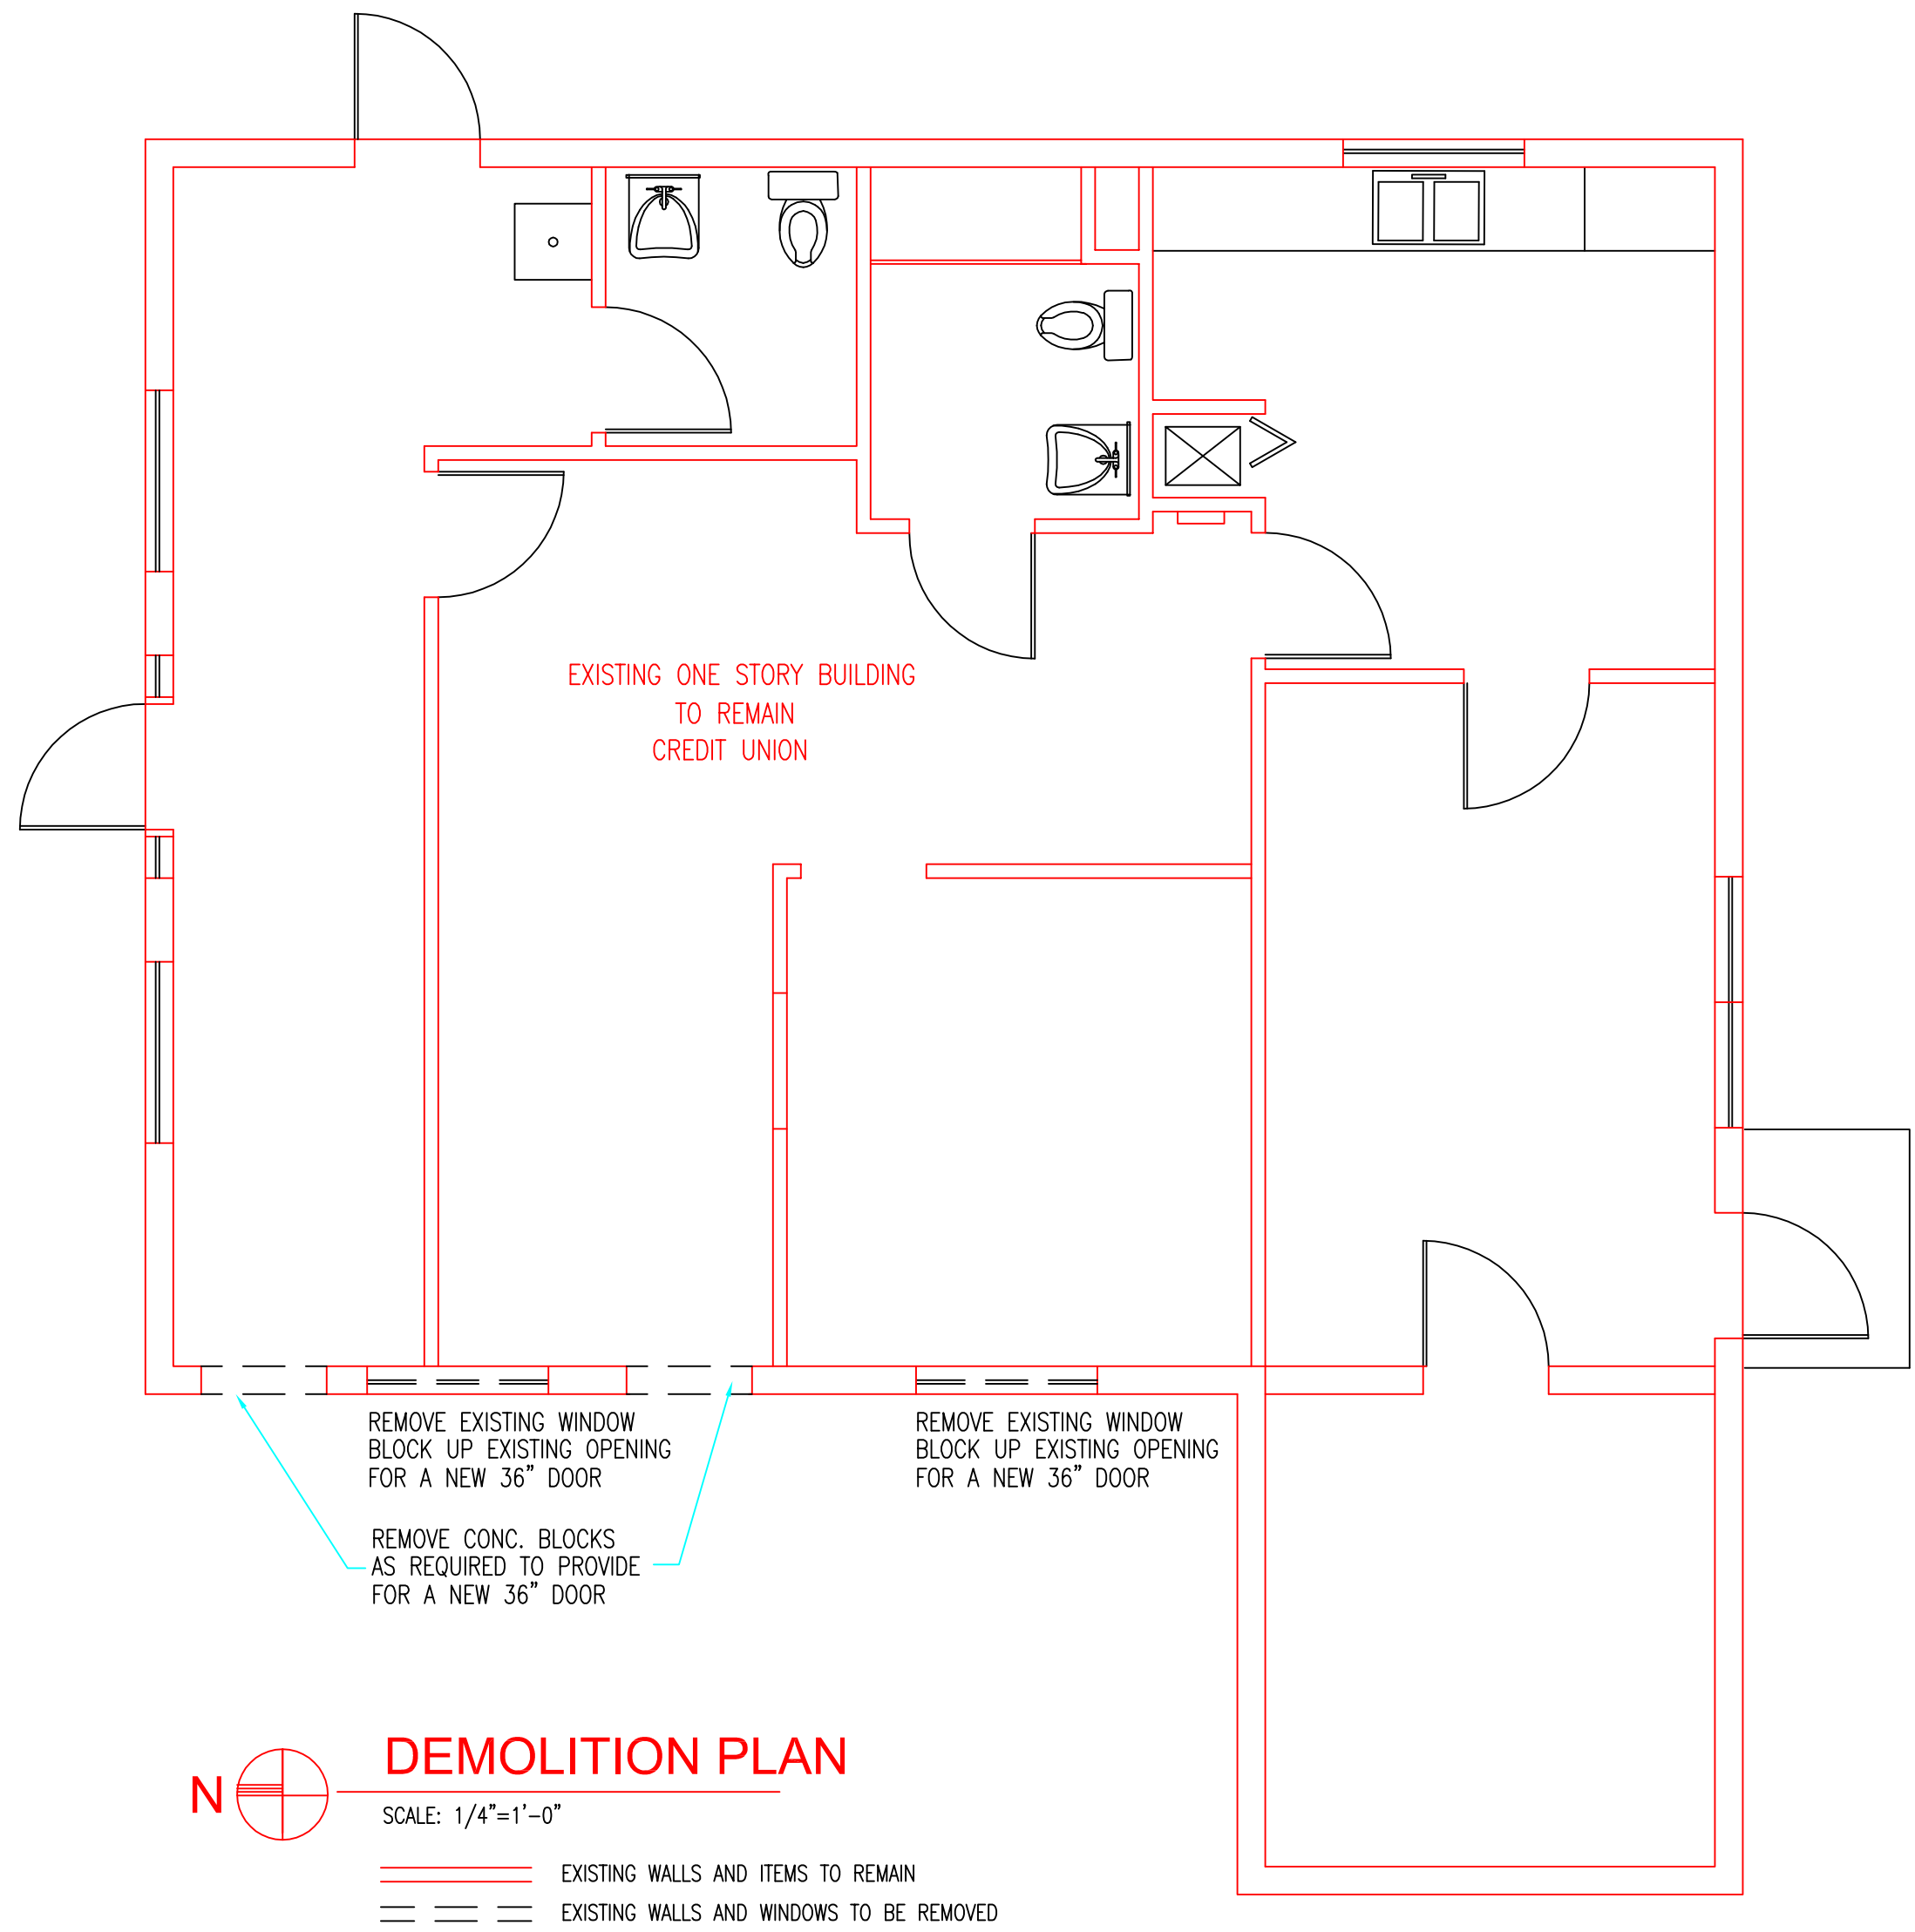 EXISTING ONE STORY BUILDING
TO REMAIN
CREDIT UNION
REMOVE EXISTING WINDOW
BLOCK UP EXISTING OPENING
FOR A NEW 36" DOOR
REMOVE EXISTING WINDOW
BLOCK UP EXISTING OPENING
FOR A NEW 36" DOOR
REMOVE CONC. BLOCKS
AS REQUIRED TO PROVIDE
FOR A NEW 36" DOOR
N
DEMOLITION PLAN
SCALE: 1/4"=1'-0"
EXISTING WALLS AND ITEMS TO REMAIN
EXISTING WALLS AND WINDOWS TO BE REMOVED